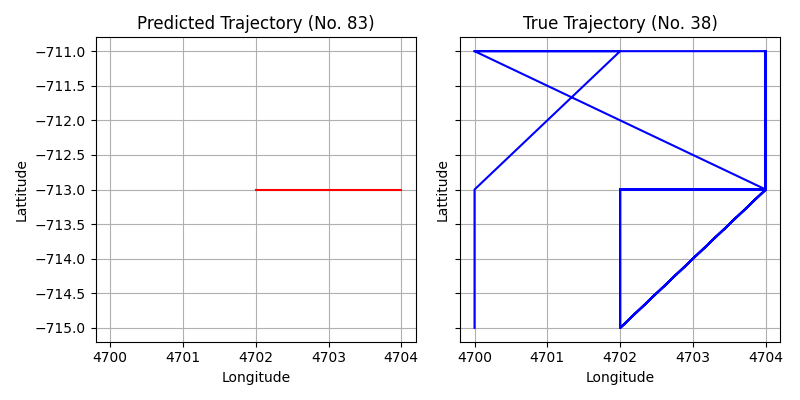 Predicted Trajectory (No. 83)
True Trajectory (No. 38)
−711.0
−711.5
−712.0
−712.5
−713.0
−713.5
−714.0
−714.5
−715.0
Lattitude
Lattitude
4700 4701 4702 4703 4704
4700 4701 4702 4703 4704
Longitude
Longitude